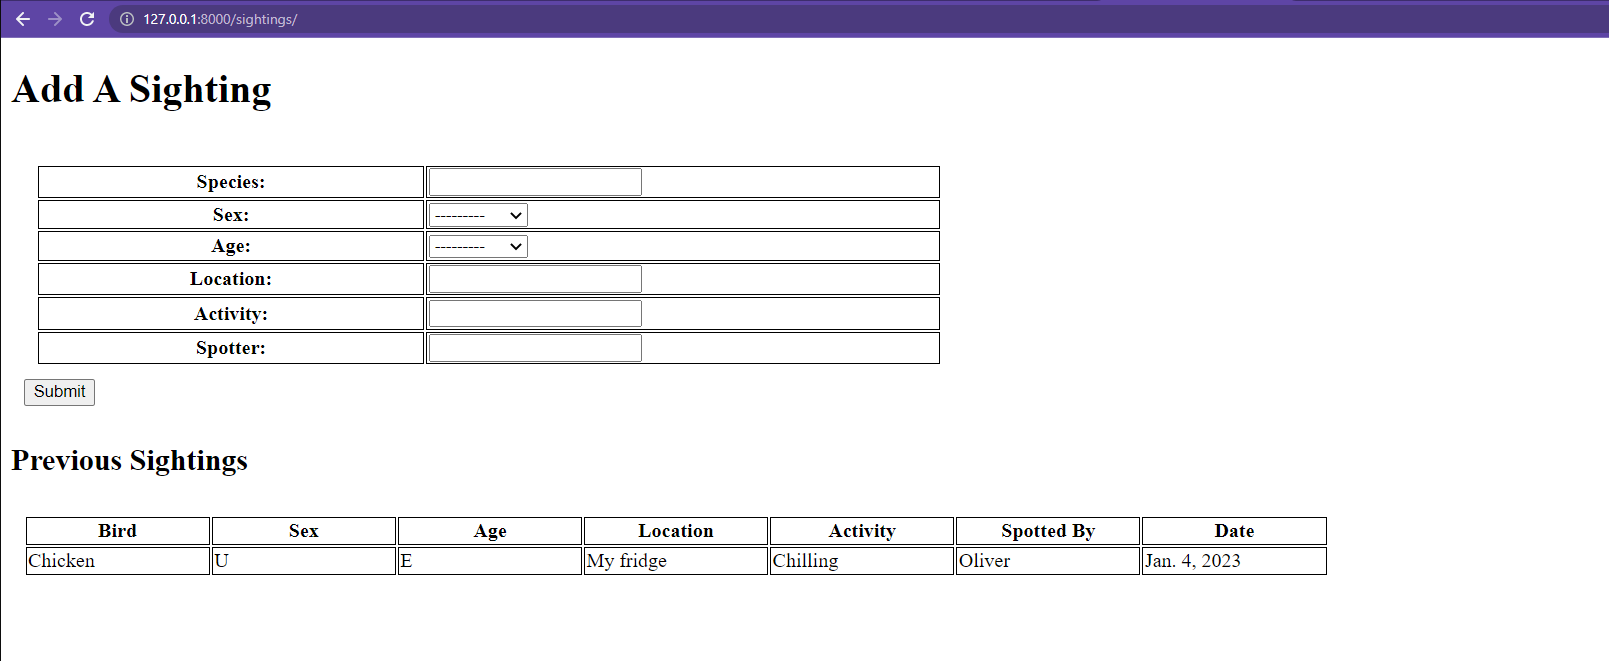 127.0.0.1:8000/sightings/
Add A Sighting
Species:
Sex: ---------
Age: ---------
Location:
Activity:
Spotter:
Submit
Previous Sightings
Bird Sex Age Location Activity Spotted By Date
Chicken U E My fridge Chilling Oliver Jan. 4, 2023